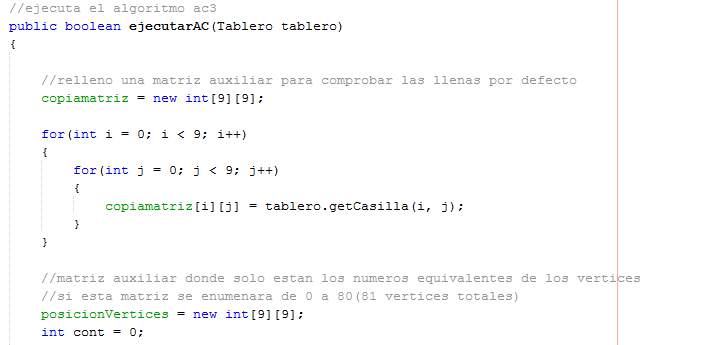 //ejecuta el algoritmo ac3
public boolean ejecutarAC(Tablero tablero)
{
//relleno una matriz auxiliar para comprobar las llenas por defecto
copiamatriz = new int[9][9];
for(int i = 0; i < 9; i++)
{
for(int j = 0; j < 9; j++)
{
copiamatriz[i][j] = tablero.getCasilla(i, j);
}
}
//matriz auxiliar donde solo estan los numeros equivalentes de los vertices
//si esta matriz se enumenara de 0 a 80(81 vertices totales)
posicionVertices = new int[9][9];
int cont = 0;